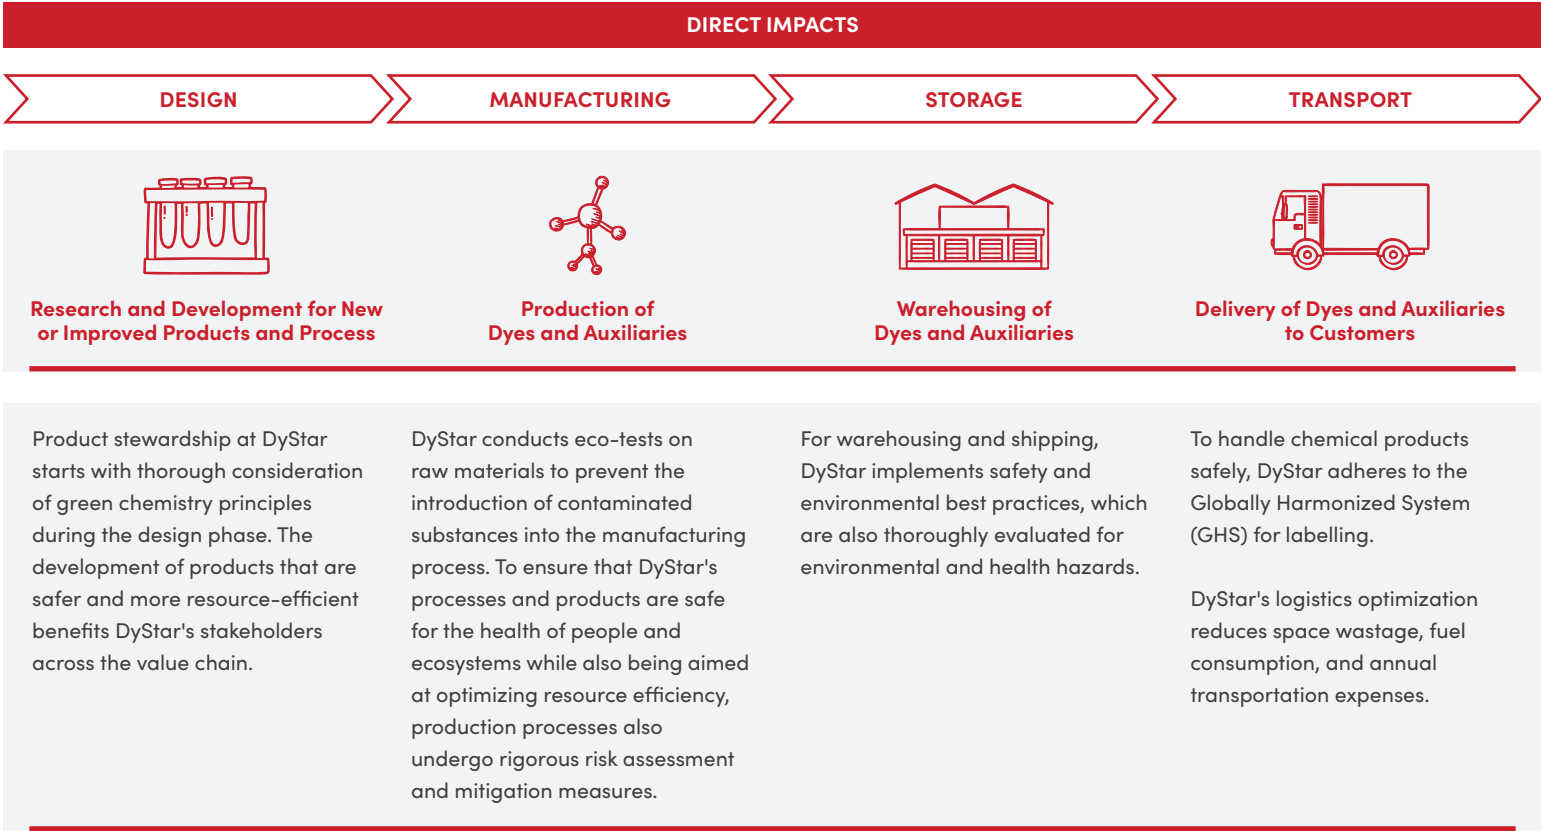 DIRECT IMPACTS
DESIGN
MANUFACTURING
STORAGE
TRANSPORT
Research and Development for New
or Improved Products and Process
Production of
Dyes and Auxiliaries
Warehousing of
Dyes and Auxiliaries
Delivery of Dyes and Auxiliaries
to Customers
Product stewardship at DyStar
starts with thorough consideration
of green chemistry principles
during the design phase. The
development of products that are
safer and more resource-efficient
benefits DyStar's stakeholders
across the value chain.
DyStar conducts eco-tests on
raw materials to prevent the
introduction of contaminated
substances into the manufacturing
process. To ensure that DyStar's
processes and products are safe
for the health of people and
ecosystems while also being aimed
at optimizing resource efficiency,
production processes also
undergo rigorous risk assessment
and mitigation measures.
For warehousing and shipping,
DyStar implements safety and
environmental best practices, which
are also thoroughly evaluated for
environmental and health hazards.
To handle chemical products
safely, DyStar adheres to the
Globally Harmonized System
(GHS) for labelling.
DyStar's logistics optimization
reduces space wastage, fuel
consumption, and annual
transportation expenses.